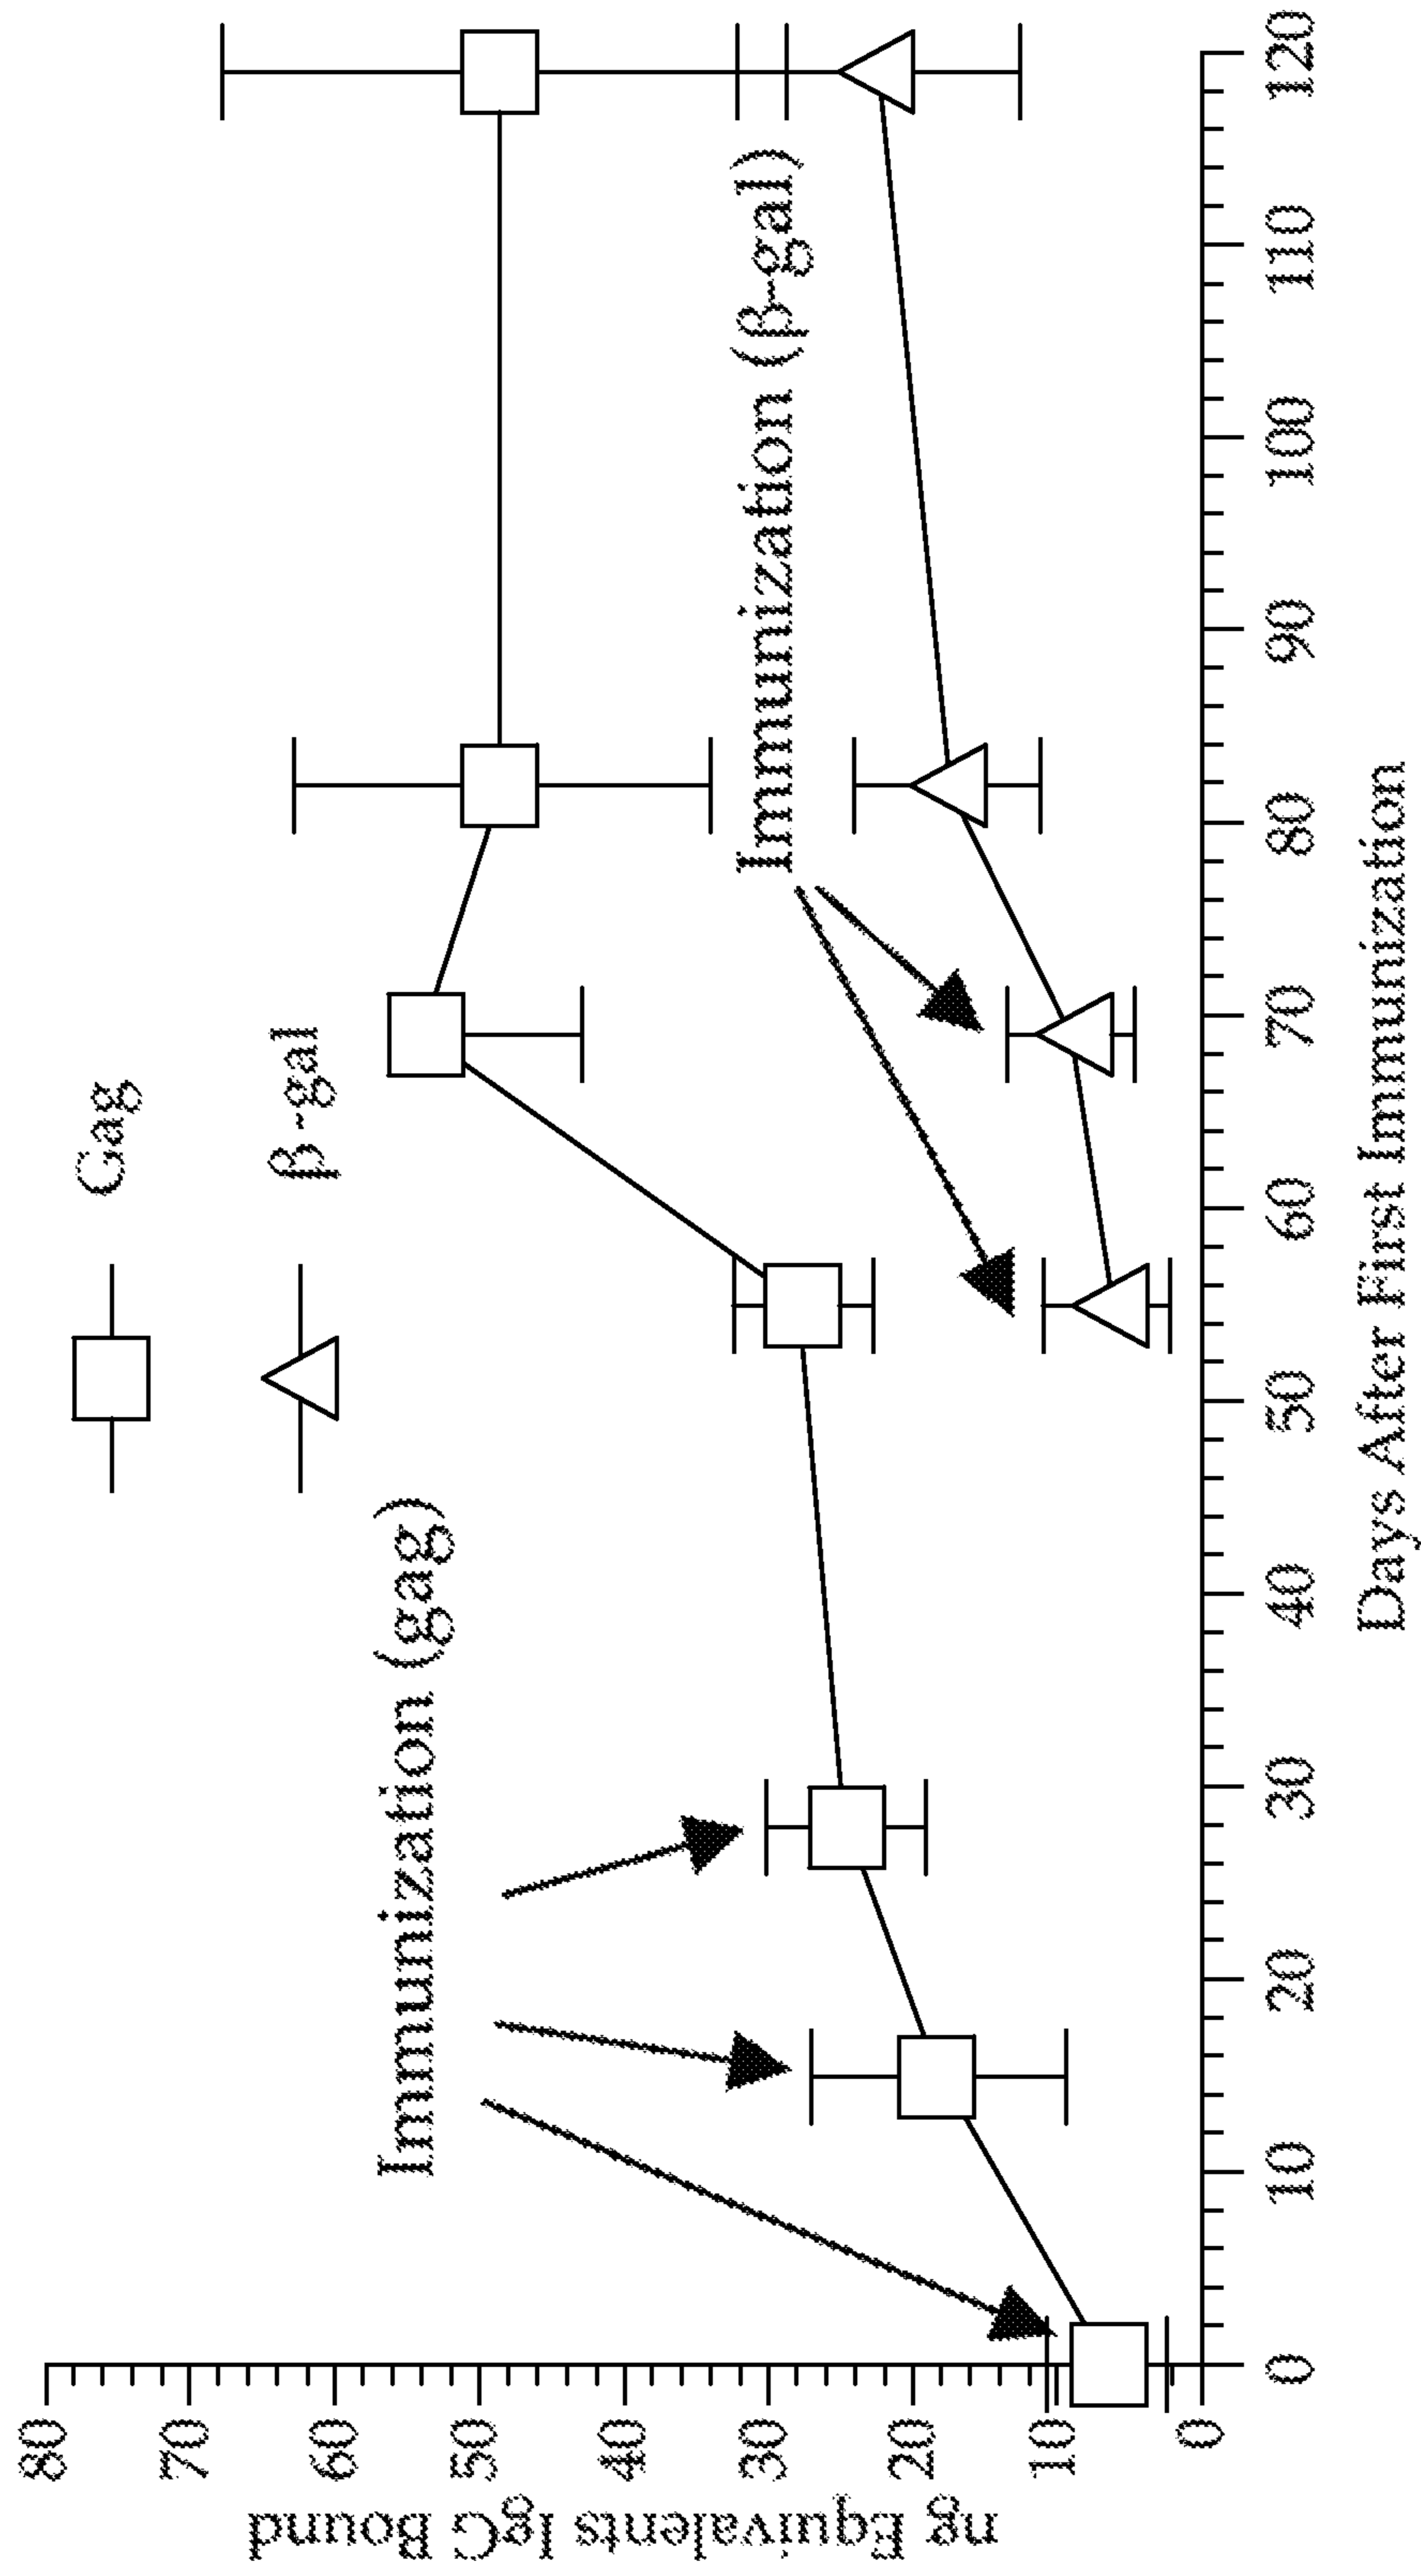 Gag
β-gal
Immunization (gag)
Immunization (β-gal)
80
70
60
50
40
30
20
10
0
ng Equivalents IgG Bound
0 10 20 30 40 50 60 70 80 90 100 110 120
Days After First Immunization